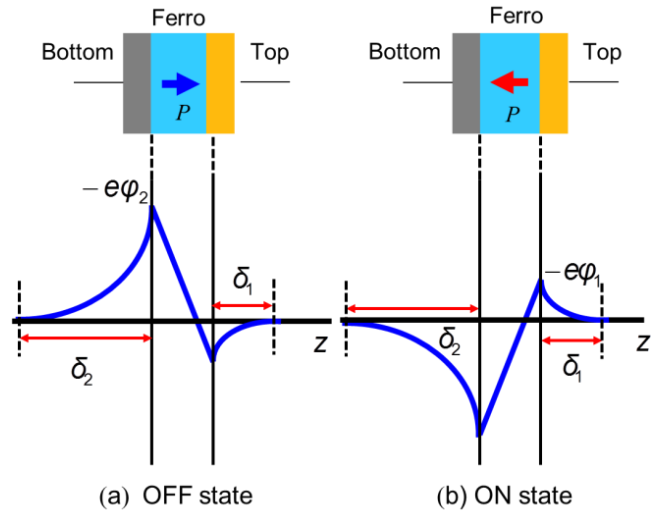 Ferro
Bottom
Top
P
−eφ₂
δ₁
δ₂
z
(a) OFF state
Ferro
Bottom
Top
P
−eφ₁
δ₂
δ₁
z
(b) ON state